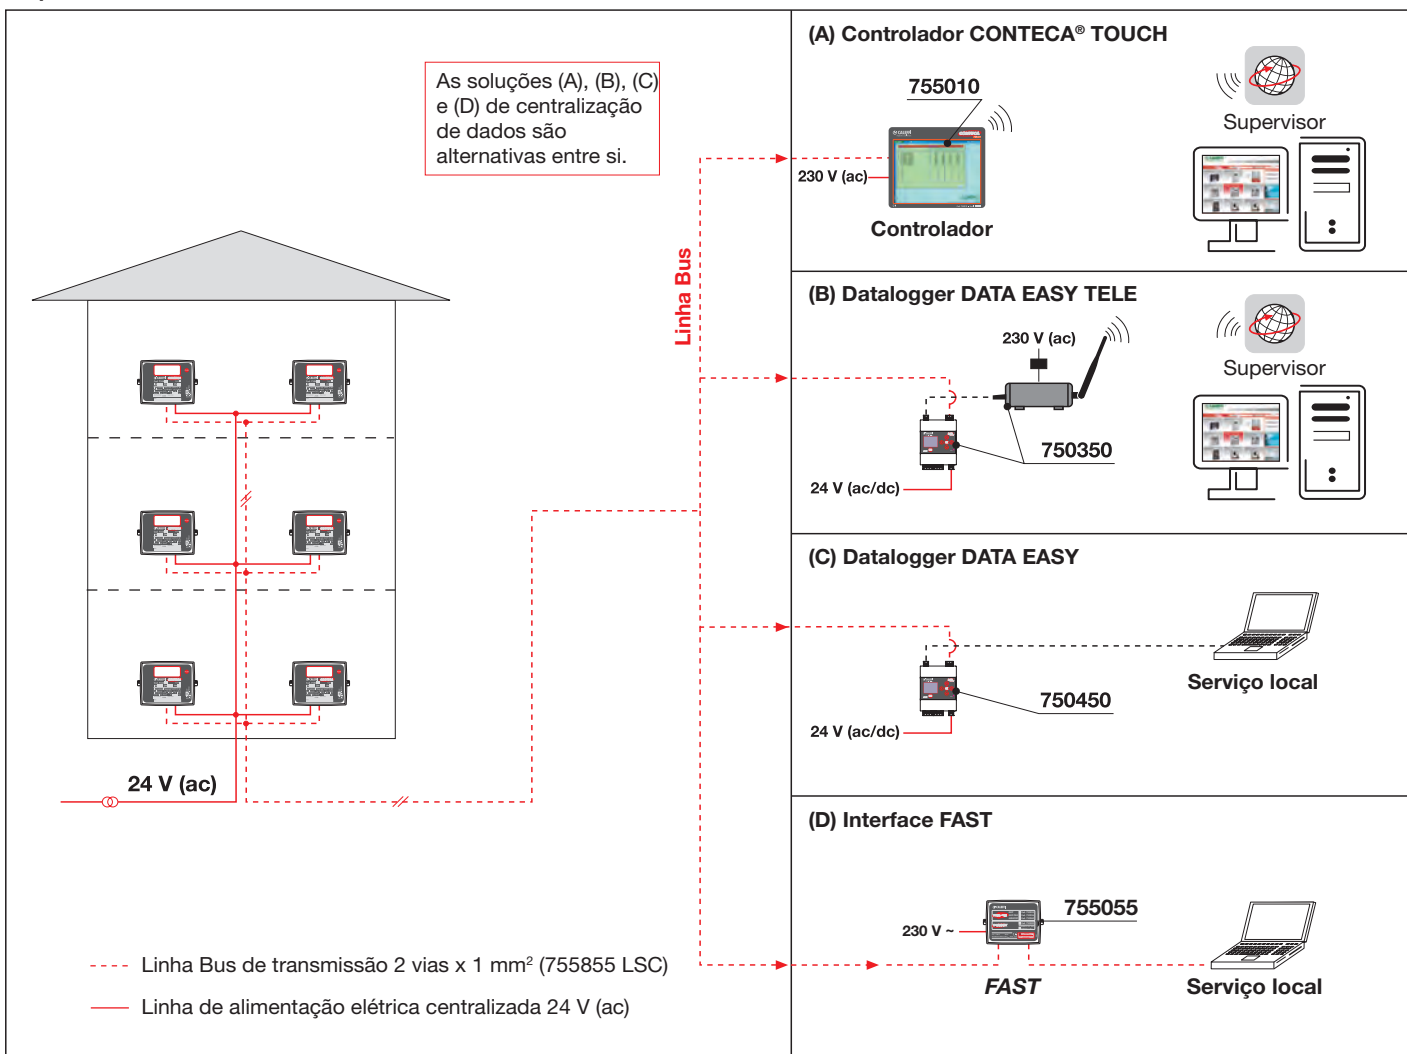 As soluções (A), (B), (C)
e (D) de centralização
de dados são
alternativas entre si.
24 V (ac)
Linha Bus
Linha Bus de transmissão 2 vias x 1 mm² (755855 LSC)
Linha de alimentação elétrica centralizada 24 V (ac)
(A) Controlador CONTECA® TOUCH
755010
230 V (ac)
Controlador
Supervisor
(B) Datalogger DATA EASY TELE
230 V (ac)
750350
24 V (ac/dc)
Supervisor
(C) Datalogger DATA EASY
750450
24 V (ac/dc)
Serviço local
(D) Interface FAST
755055
230 V ~
FAST
Serviço local